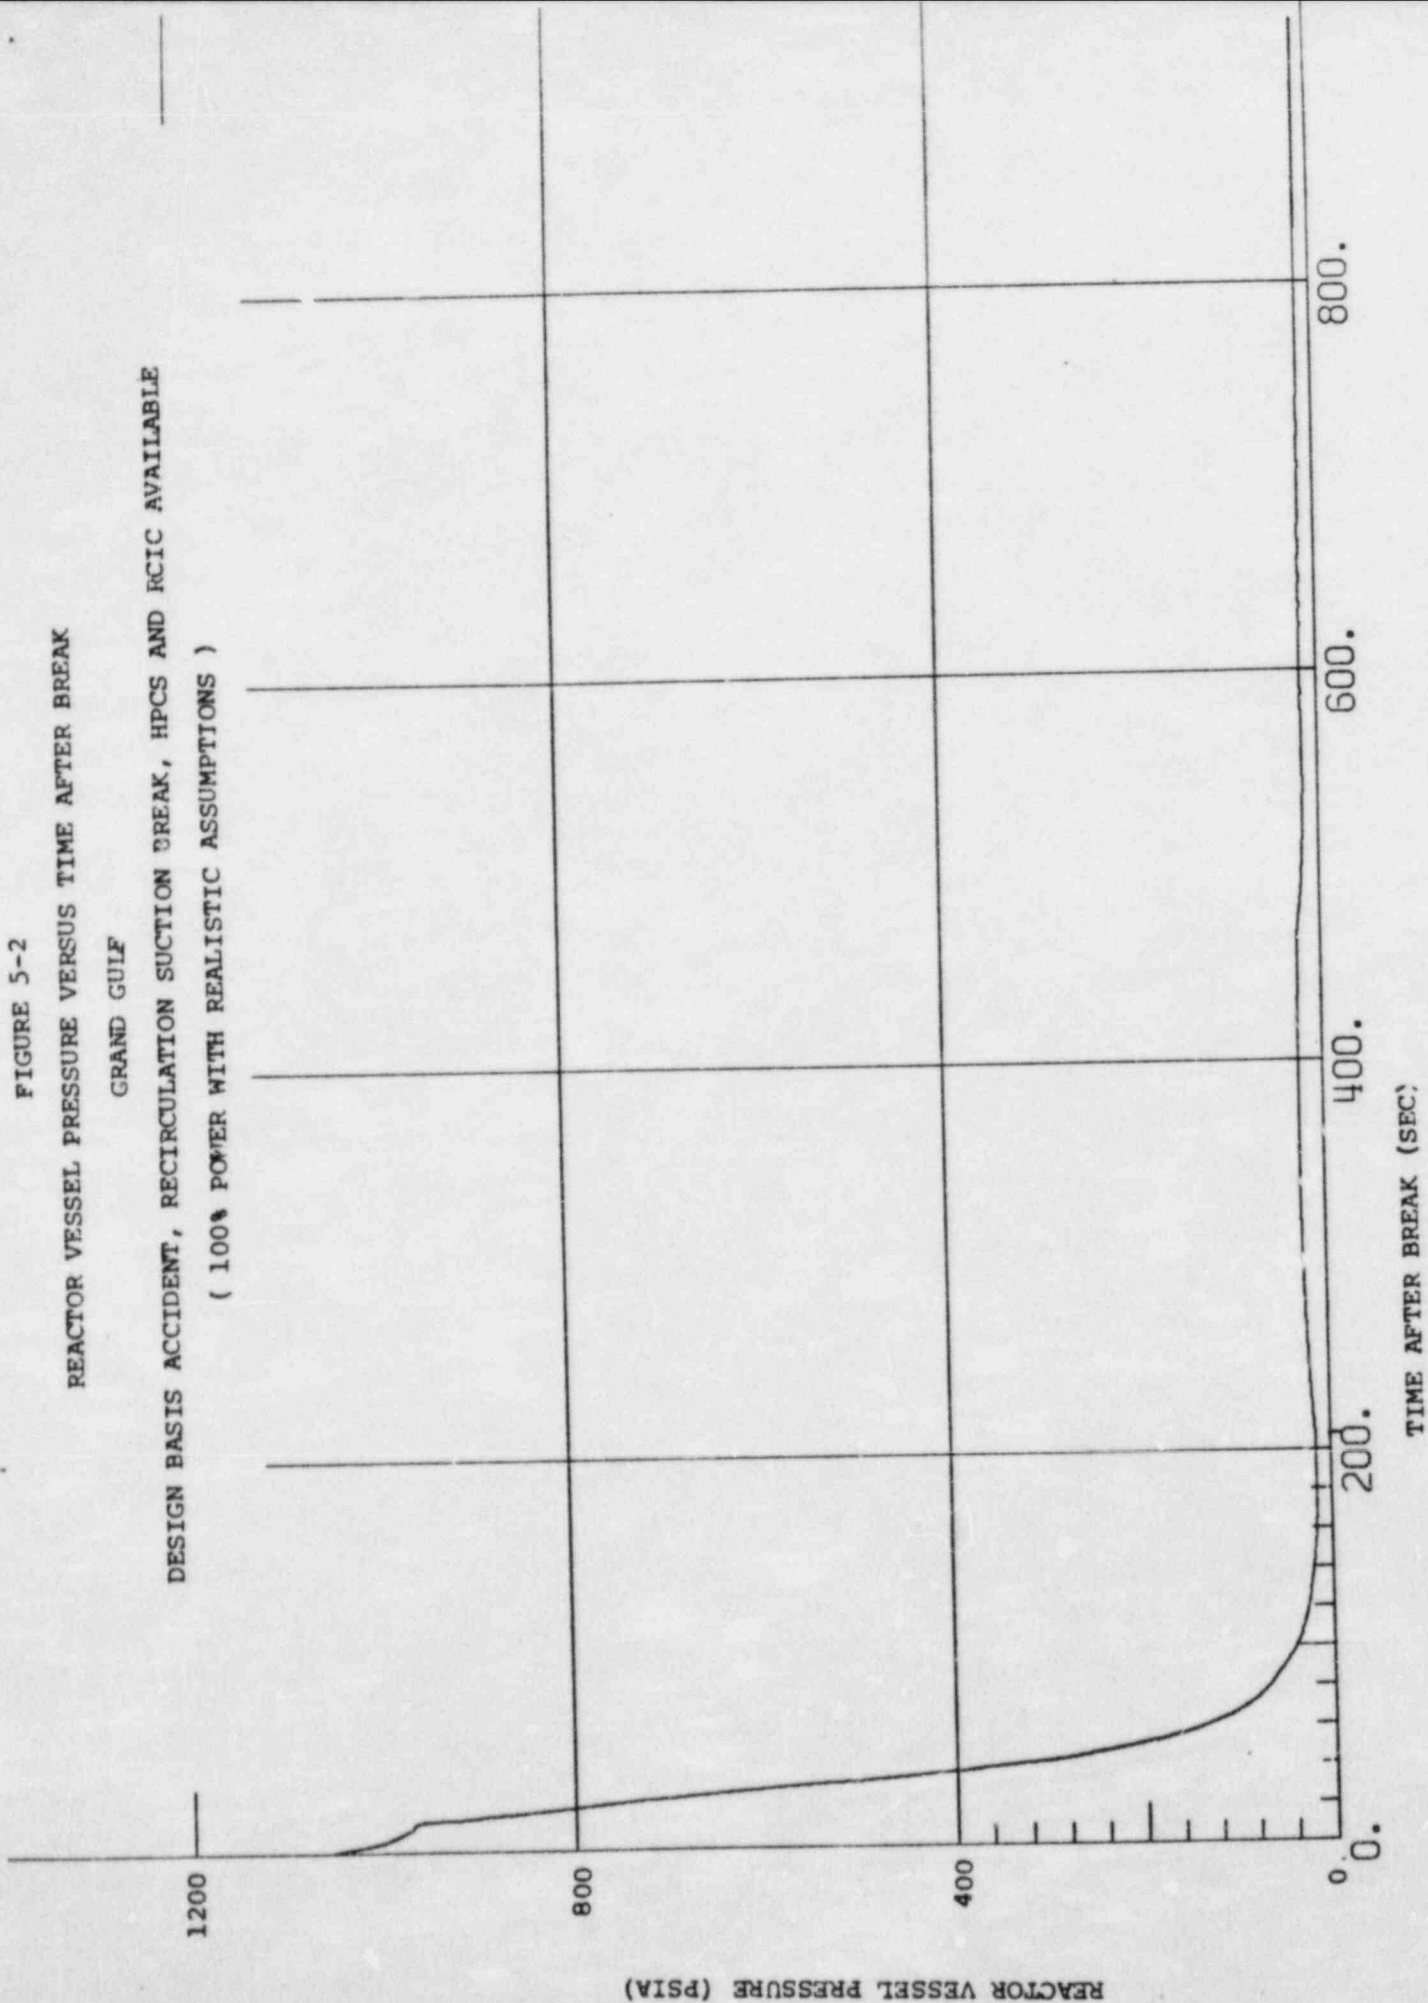 FIGURE 5-2
REACTOR VESSEL PRESSURE VERSUS TIME AFTER BREAK
GRAND GULF
DESIGN BASIS ACCIDENT, RECIRCULATION SUCTION BREAK, HPCS AND RCIC AVAILABLE
( 100% POWER WITH REALISTIC ASSUMPTIONS )
REACTOR VESSEL PRESSURE (PSIA)
1200
800
400
0
0.
200.
400.
600.
800.
TIME AFTER BREAK (SEC)